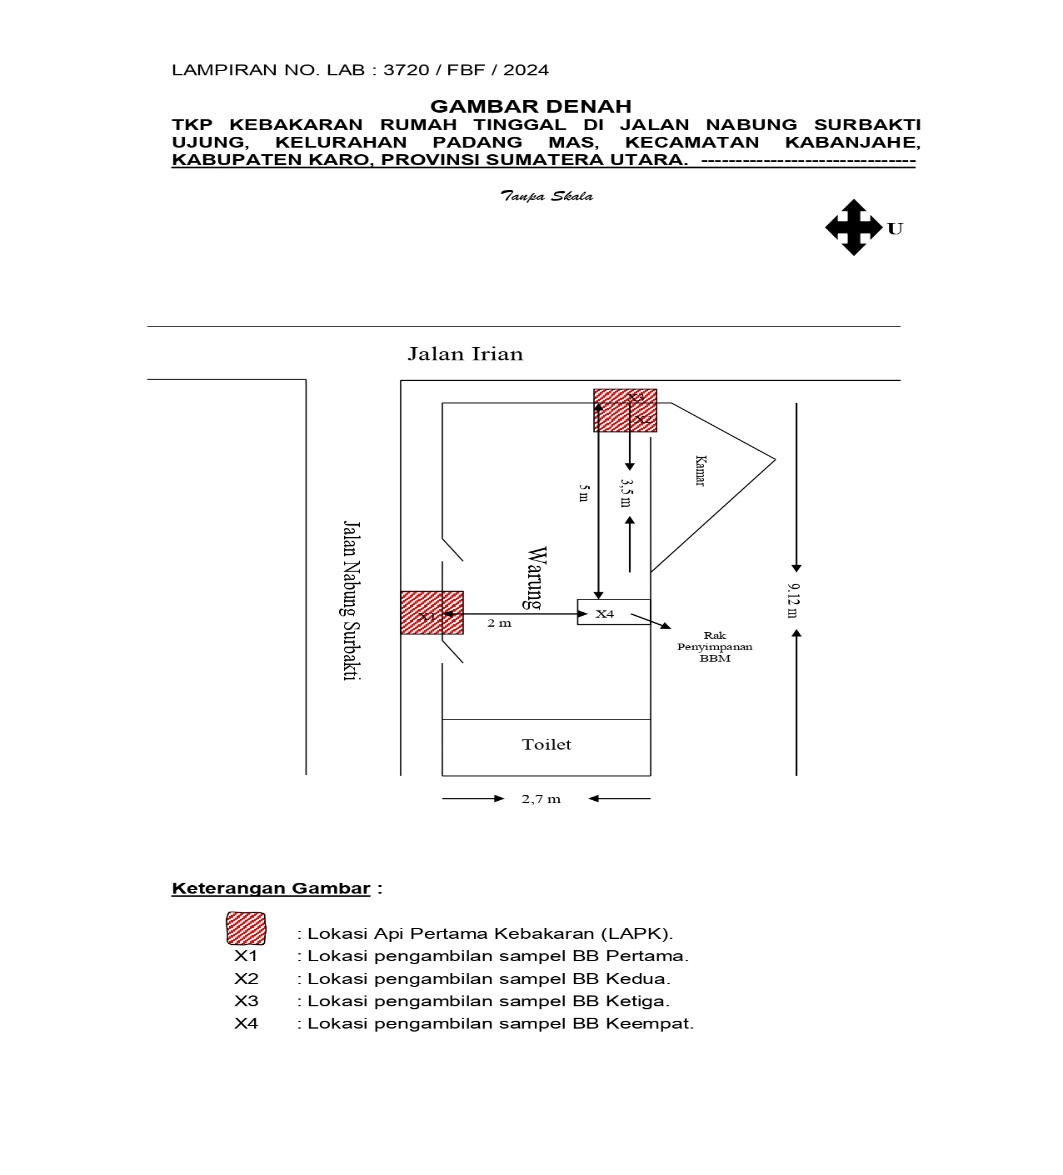 LAMPIRAN NO. LAB : 3720 / FBF / 2024
GAMBAR DENAH
TKP KEBAKARAN RUMAH TINGGAL DI JALAN NABUNG SURBAKTI
UJUNG, KELURAHAN PADANG MAS, KECAMATAN KABANJAHE,
KABUPATEN KARO, PROVINSI SUMATERA UTARA. -------------------------------
Tanpa Skala
U
Jalan Irian
X3
X2
Kamar
5 m
3,5 m
Jalan Nabung Surbakti
Warung
9.12 m
X1
2 m
X4
Rak
Penyimpanan
BBM
Toilet
2,7 m
Keterangan Gambar :
: Lokasi Api Pertama Kebakaran (LAPK).
X1 : Lokasi pengambilan sampel BB Pertama.
X2 : Lokasi pengambilan sampel BB Kedua.
X3 : Lokasi pengambilan sampel BB Ketiga.
X4 : Lokasi pengambilan sampel BB Keempat.